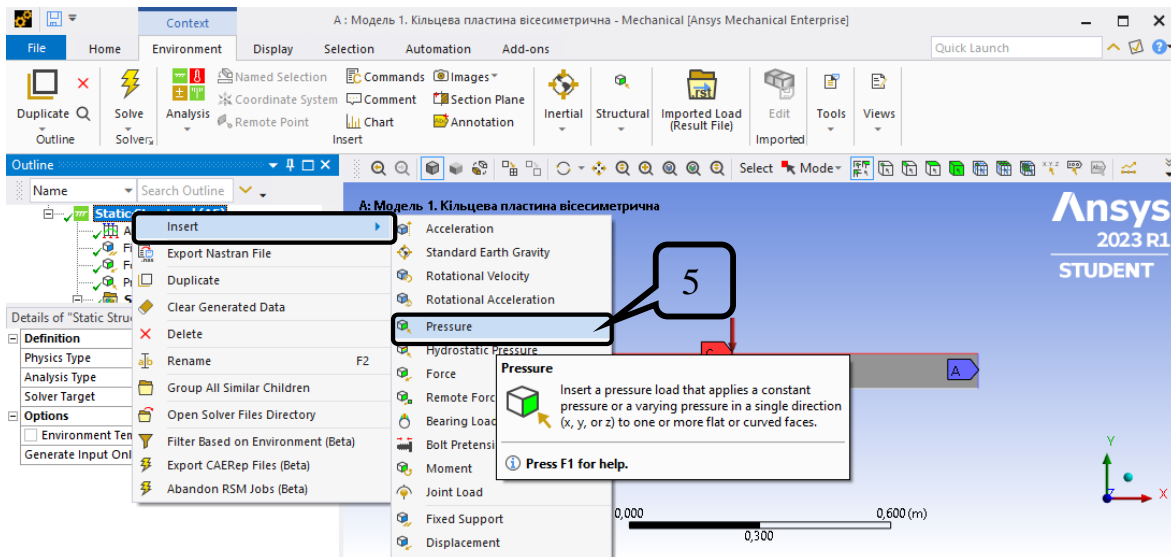 Context
A : Модель 1. Кільцева пластина вісесиметрична - Mechanical [Ansys Mechanical Enterprise]
File Home Environment Display Selection Automation Add-ons Quick Launch
Duplicate
Outline
Solve
Solver
Analysis
Named Selection
Coordinate System
Remote Point
Commands
Comment
Chart
Images
Section Plane
Annotation
Insert
Inertial
Structural
Imported Load
(Result File)
Edit
Imported
Tools
Views
Outline
Select Mode
Name Search Outline
Static
A: Модель 1. Кільцева пластина вісесиметрична
Ansys
2023 R1
STUDENT
Insert
Export Nastran File
Duplicate
Clear Generated Data
Delete
Rename F2
Group All Similar Children
Open Solver Files Directory
Filter Based on Environment (Beta)
Export CAERep Files (Beta)
Abandon RSM Jobs (Beta)
Acceleration
Standard Earth Gravity
Rotational Velocity
Rotational Acceleration
Pressure
Hydrostatic Pressure
Force
Remote Forc
Bearing Load
Bolt Pretensi
Moment
Joint Load
Fixed Support
Displacement
5
Pressure
Insert a pressure load that applies a constant
pressure or a varying pressure in a single direction
(x, y, or z) to one or more flat or curved faces.
Press F1 for help.
Details of "Static Stru
Definition
Physics Type
Analysis Type
Solver Target
Options
Environment Ten
Generate Input Onl
A
Y
Z
X
0,000 0,600 (m)
0,300